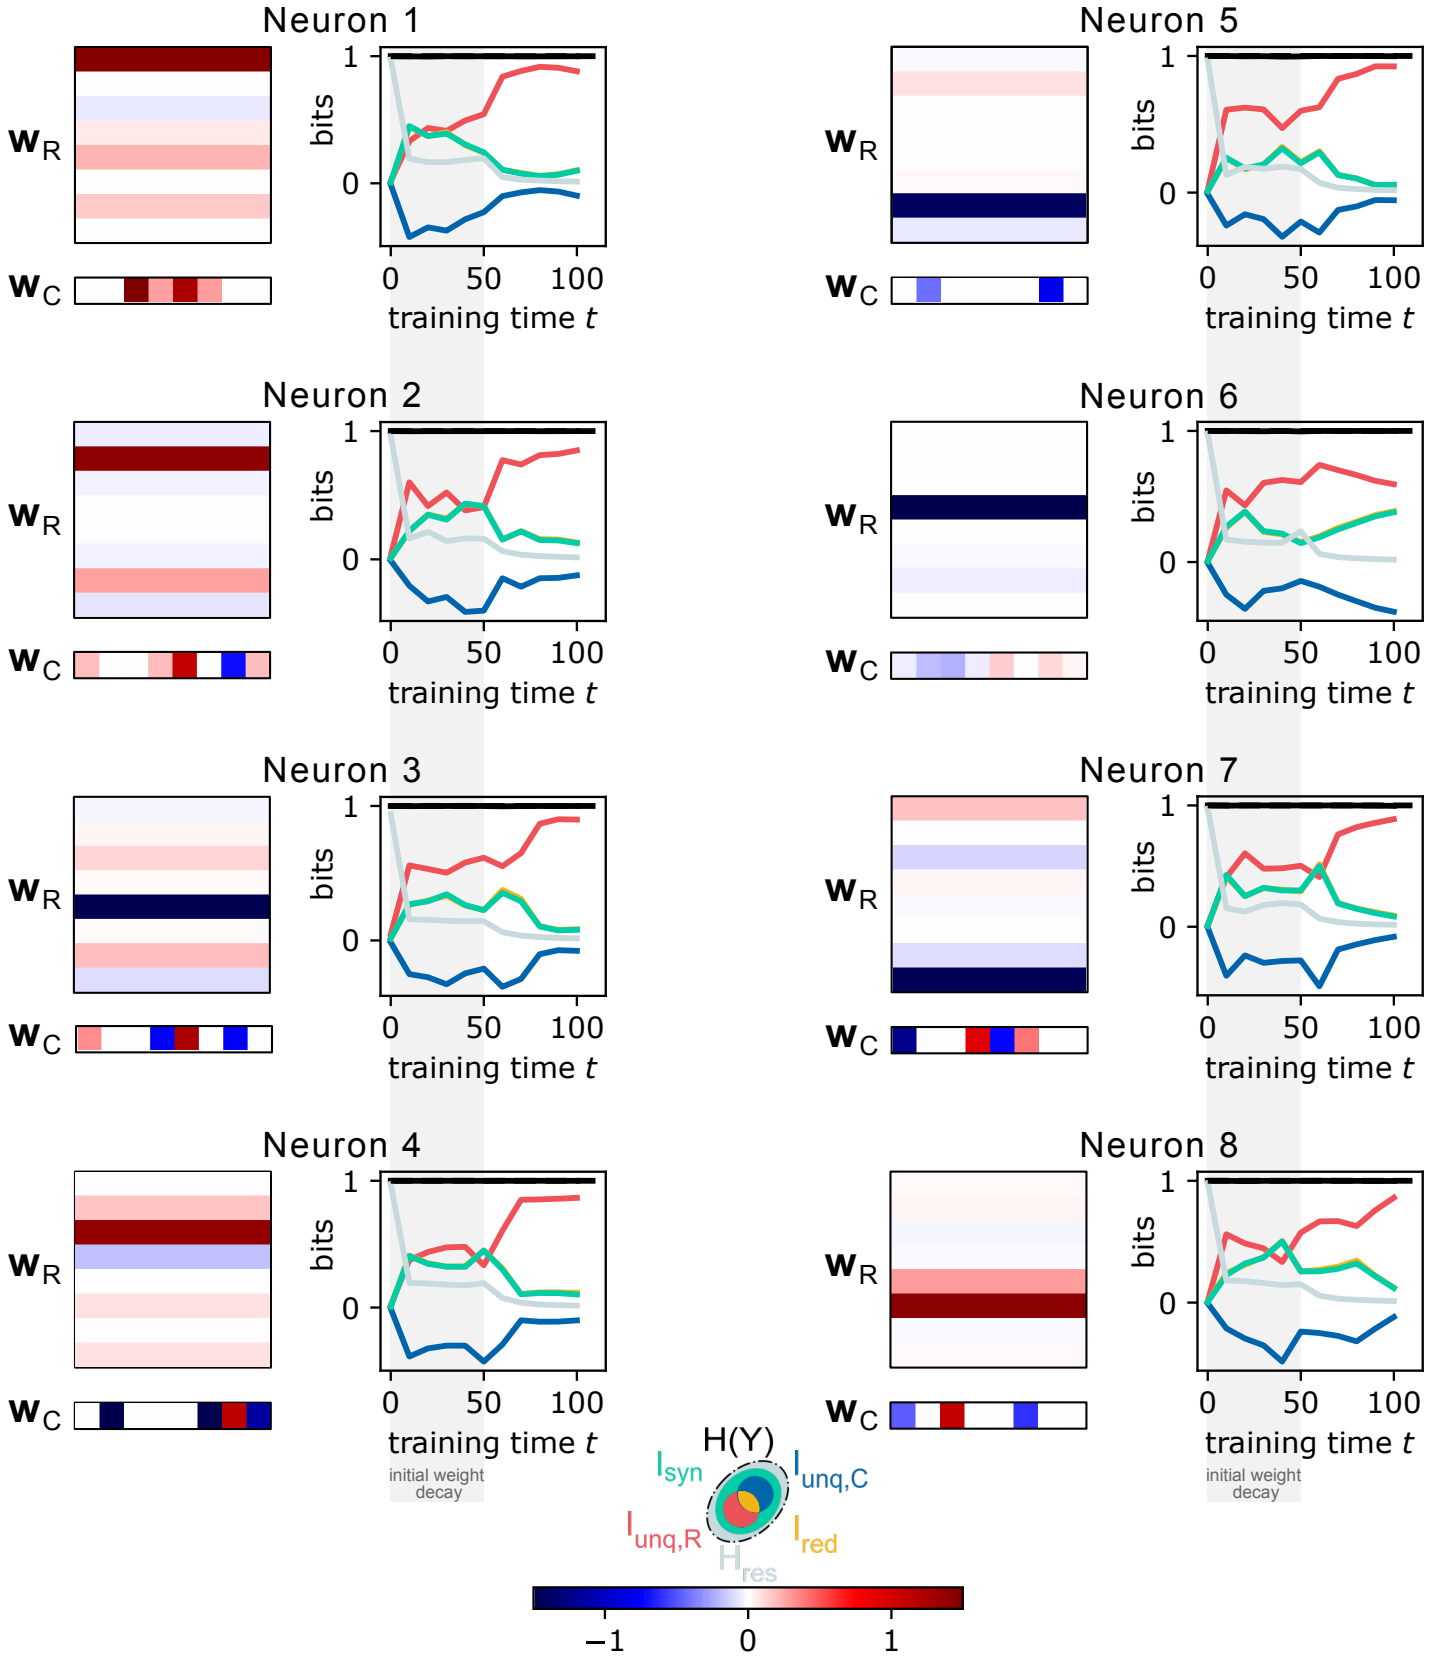 Neuron 1
w_R
w_C
bits
1
0
0 50 100
training time t
Neuron 5
w_R
w_C
bits
1
0
0 50 100
training time t
Neuron 2
w_R
w_C
bits
1
0
0 50 100
training time t
Neuron 6
w_R
w_C
bits
1
0
0 50 100
training time t
Neuron 3
w_R
w_C
bits
1
0
0 50 100
training time t
Neuron 7
w_R
w_C
bits
1
0
0 50 100
training time t
Neuron 4
w_R
w_C
bits
1
0
0 50 100
training time t
initial weight
decay
Neuron 8
w_R
w_C
bits
1
0
0 50 100
training time t
initial weight
decay
H(Y)
I_syn
I_unq,C
I_unq,R
I_red
H_res
−1 0 1